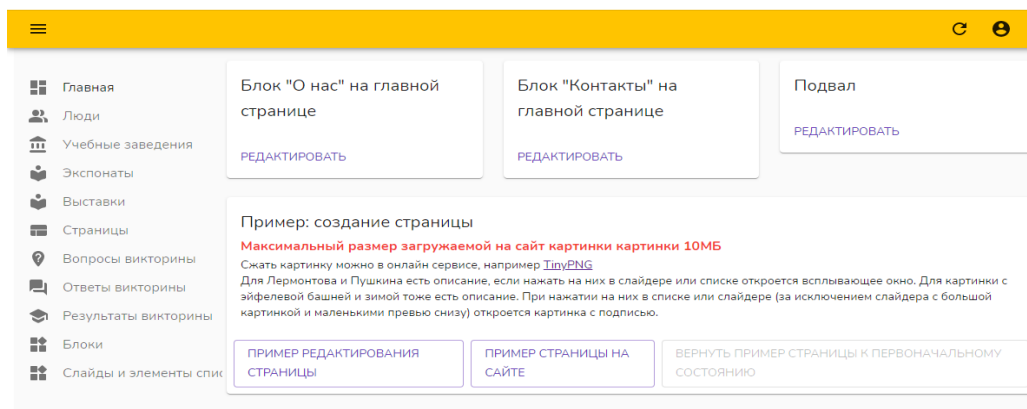 Главная
Люди
Учебные заведения
Экспонаты
Выставки
Страницы
Вопросы викторины
Ответы викторины
Результаты викторины
Блоки
Слайды и элементы спис
Блок "О нас" на главной
странице
РЕДАКТИРОВАТЬ
Блок "Контакты" на
главной странице
РЕДАКТИРОВАТЬ
Подвал
РЕДАКТИРОВАТЬ
Пример: создание страницы
Максимальный размер загружаемой на сайт картинки картинки 10МБ
Сжать картинку можно в онлайн сервисе, например TinyPNG
Для Лермонтова и Пушкина есть описание, если нажать на них в слайдере или списке откроется всплывающее окно. Для картинки с
эйфелевой башней и зимой тоже есть описание. При нажатии на них в списке или слайдере (за исключением слайдера с большой
картинкой и маленькими превью снизу) откроется картинка с подписью.
ПРИМЕР РЕДАКТИРОВАНИЯ
СТРАНИЦЫ
ПРИМЕР СТРАНИЦЫ НА
САЙТЕ
ВЕРНУТЬ ПРИМЕР СТРАНИЦЫ К ПЕРВОНАЧАЛЬНОМУ
СОСТОЯНИЮ